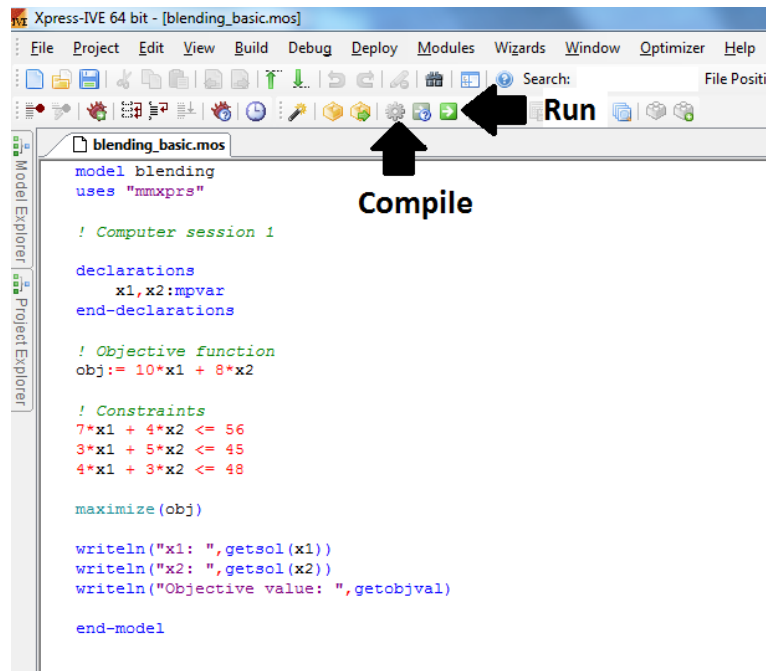 Xpress-IVE 64 bit - [blending_basic.mos]
File Project Edit View Build Debug Deploy Modules Wizards Window Optimizer Help
Search: File Positi
Run
blending_basic.mos
Compile
Model Explorer
Project Explorer
model blending
uses "mmxprs"
! Computer session 1
declarations
x1,x2:mpvar
end-declarations
! Objective function
obj:= 10*x1 + 8*x2
! Constraints
7*x1 + 4*x2 <= 56
3*x1 + 5*x2 <= 45
4*x1 + 3*x2 <= 48
maximize(obj)
writeln("x1: ",getsol(x1))
writeln("x2: ",getsol(x2))
writeln("Objective value: ",getobjval)
end-model